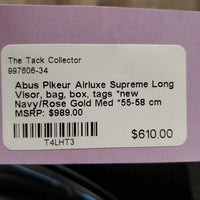 The Tack Collector
997606-34
Abus Pikeur Airluxe Supreme Long
Visor, bag, box, tags *new
Navy/Rose Gold Med *55-58 cm
MSRP: $989.00
$610.00
T4LHT3